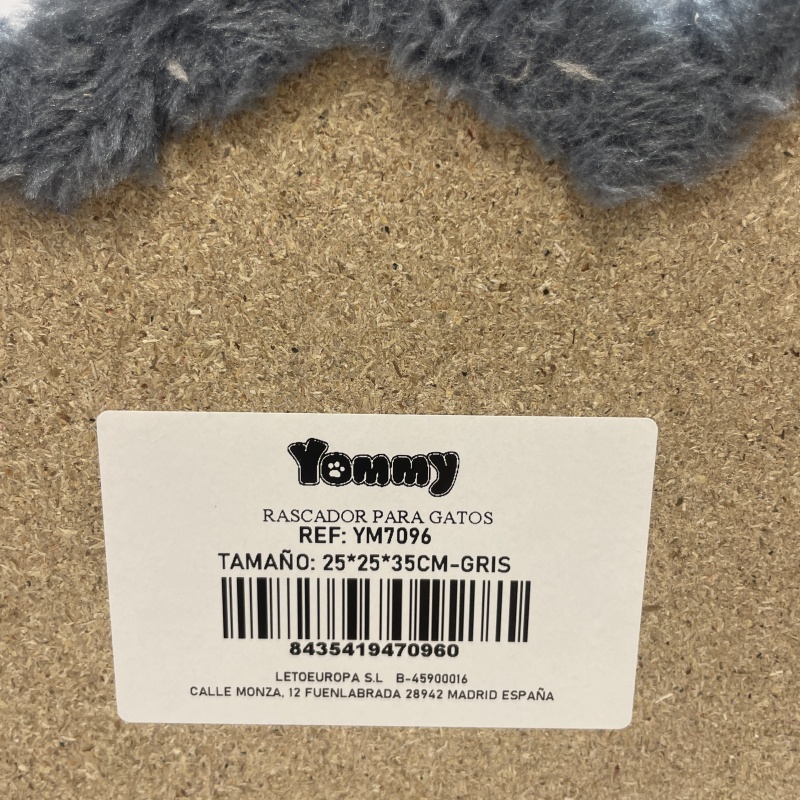 Yommy
RASCADOR PARA GATOS
REF: YM7096
TAMAÑO: 25*25*35CM-GRIS
8435419470960
LETOEUROPA S.L B-45900016
CALLE MONZA, 12 FUENLABRADA 28942 MADRID ESPAÑA